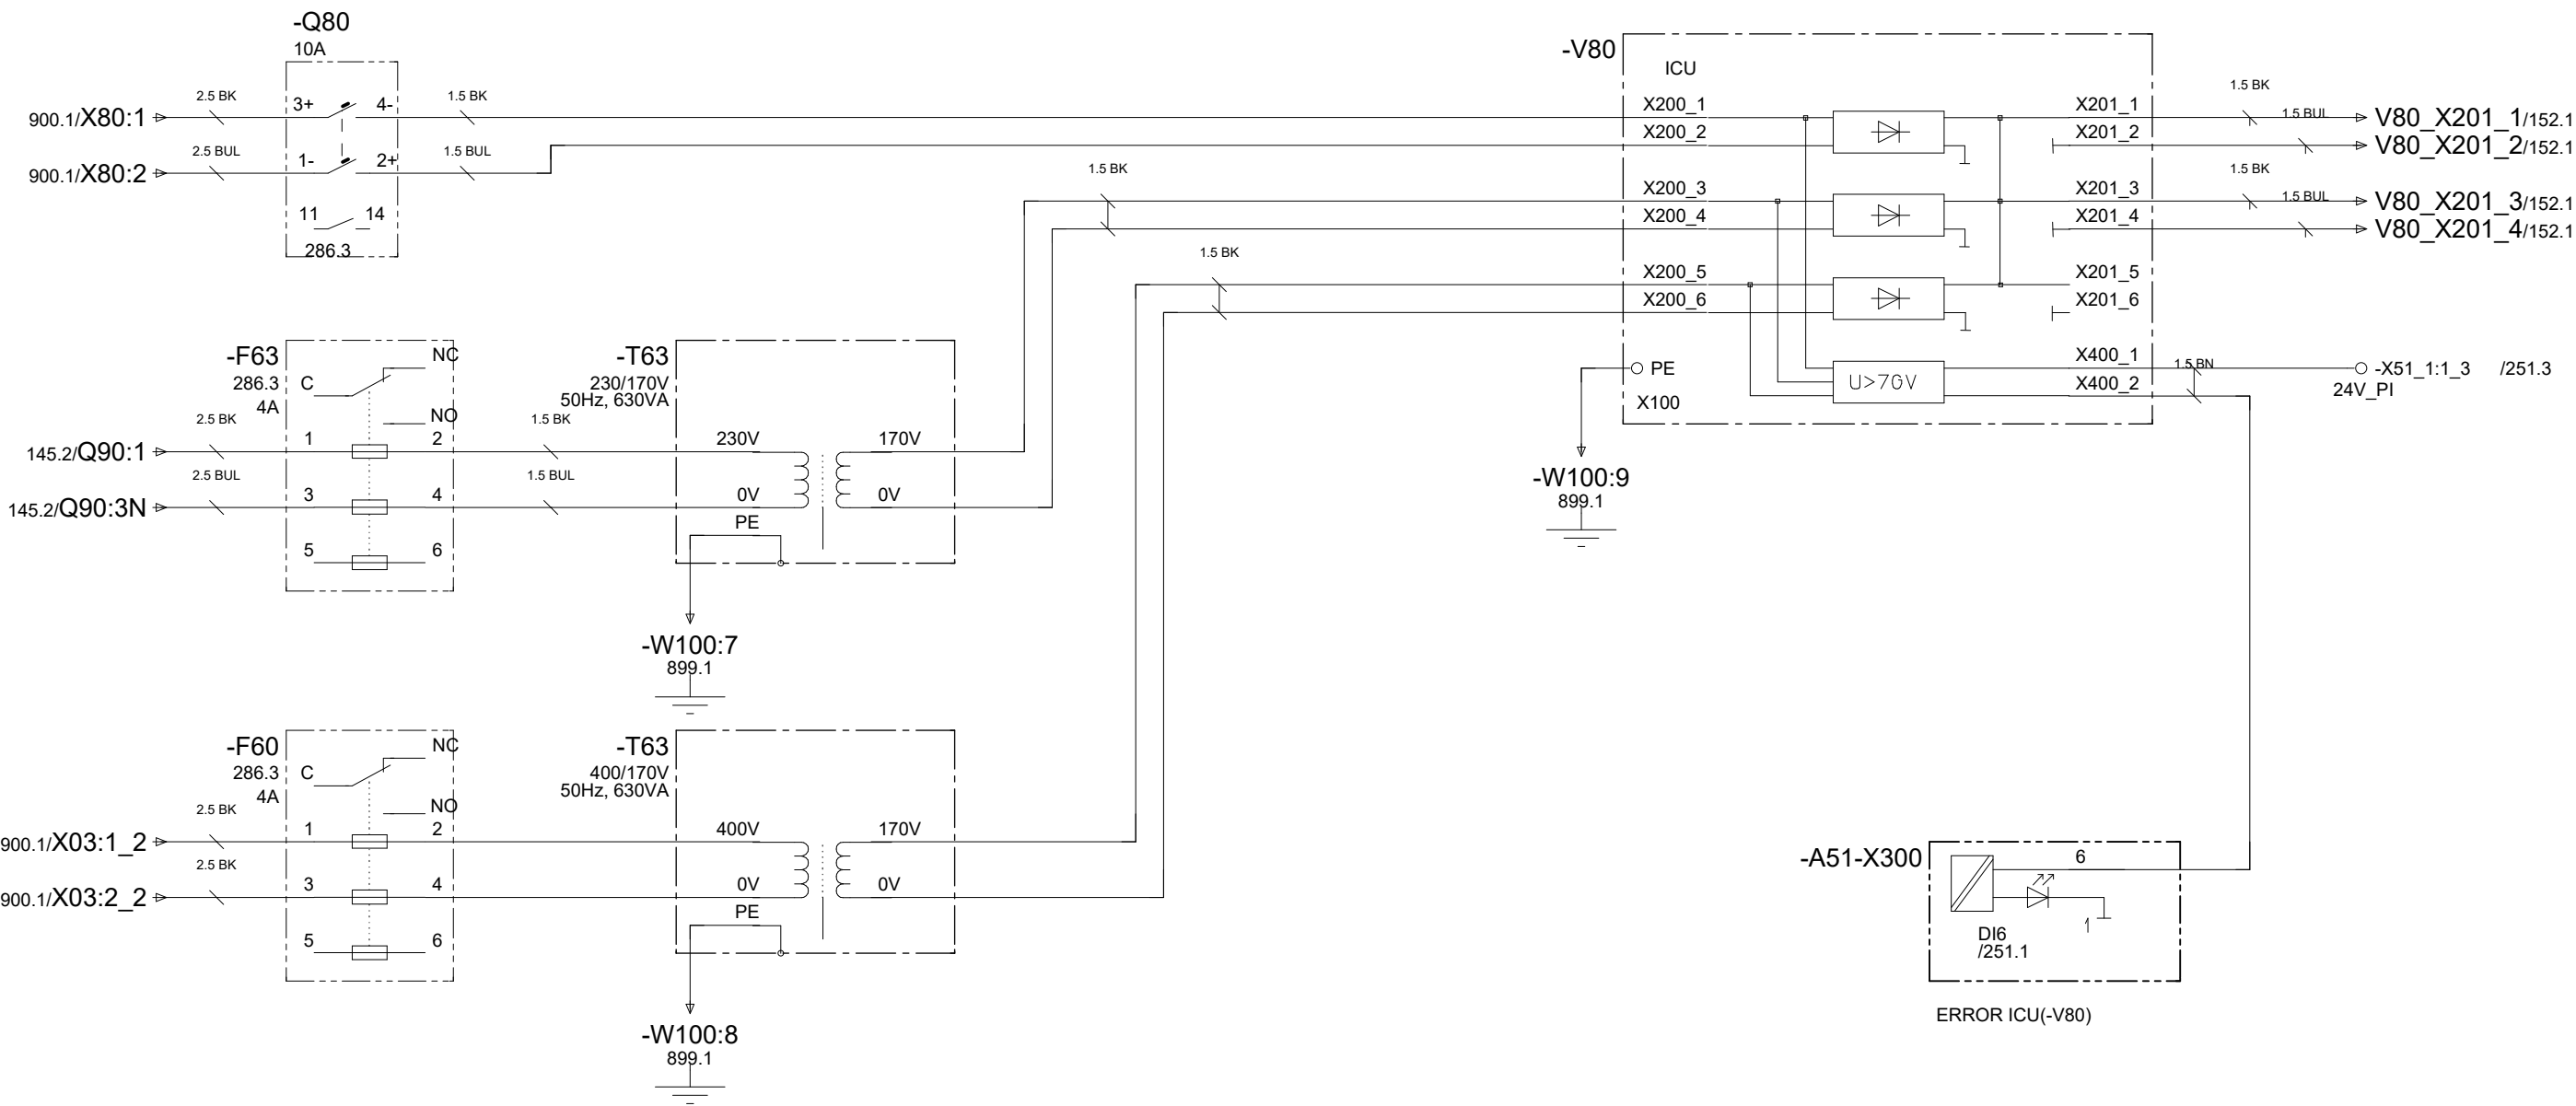 -Q80
10A
2.5 BK
3+
4-
1.5 BK
900.1/X80:1
2.5 BUL
1-
2+
1.5 BUL
900.1/X80:2
11
14
286.3
-F63
286.3
4A
C
NC
NO
2.5 BK
1
2
1.5 BK
145.2/Q90:1
2.5 BUL
3
4
1.5 BUL
145.2/Q90:3N
5
6
-T63
230/170V
50Hz, 630VA
230V
170V
0V
0V
PE
-W100:7
899.1
-F60
286.3
4A
C
NC
NO
2.5 BK
1
2
900.1/X03:1_2
2.5 BK
3
4
900.1/X03:2_2
5
6
-T63
400/170V
50Hz, 630VA
400V
170V
0V
0V
PE
-W100:8
899.1
1.5 BK
1.5 BK
-V80
ICU
X200_1
X200_2
X200_3
X200_4
X200_5
X200_6
PE
X100
U>70V
X201_1
X201_2
X201_3
X201_4
X201_5
X201_6
X400_1
X400_2
-W100:9
899.1
1.5 BK
1.5 BUL
V80_X201_1/152.1
V80_X201_2/152.1
1.5 BK
1.5 BUL
V80_X201_3/152.1
V80_X201_4/152.1
1.5 BN
-X51_1:1_3 /251.3
24V_PI
-A51-X300
6
1
DI6
/251.1
ERROR ICU(-V80)